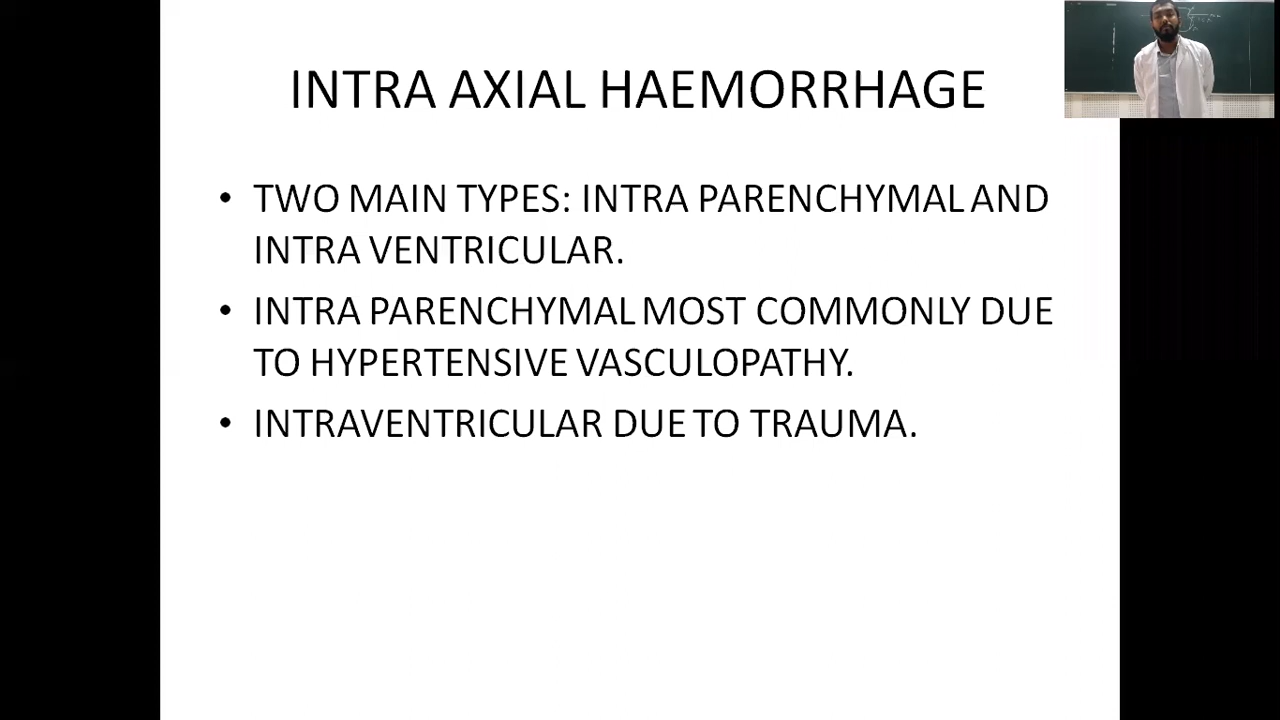 INTRA AXIAL HAEMORRHAGE
• TWO MAIN TYPES: INTRA PARENCHYMAL AND
INTRA VENTRICULAR.
• INTRA PARENCHYMAL MOST COMMONLY DUE
TO HYPERTENSIVE VASCULOPATHY.
• INTRAVENTRICULAR DUE TO TRAUMA.